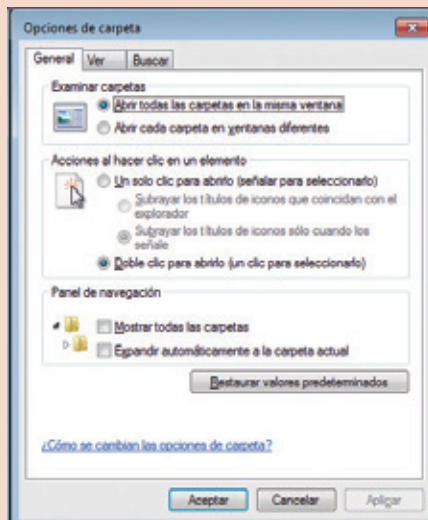 Opciones de carpeta
General Ver Buscar
Examinar carpetas
Abrir todas las carpetas en la misma ventana
Abrir cada carpeta en ventanas diferentes
Acciones al hacer clic en un elemento
Un solo clic para abrirlo (señalar para seleccionarlo)
Subrayar los títulos de iconos que coincidan con el
explorador
Subrayar los títulos de iconos sólo cuando los
señale
Doble clic para abrirlo (un clic para seleccionarlo)
Panel de navegación
Mostrar todas las carpetas
Expandir automáticamente a la carpeta actual
Restaurar valores predeterminados
¿Cómo se cambian las opciones de carpeta?
Aceptar Cancelar Aplicar